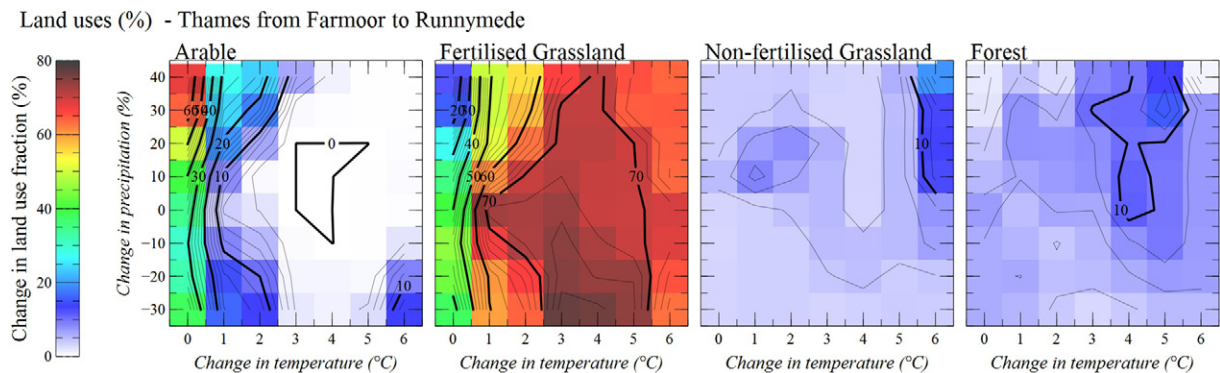 Land uses (%) - Thames from Farmoor to Runnymede
Arable
Fertilised Grassland
Non-fertilised Grassland
Forest
Change in land use fraction (%)
80
60
40
20
0
Change in precipitation (%)
40
30
20
10
0
−10
−20
−30
40
30
10
0
10
20
30
40
50
60
70
70
10
10
0 1 2 3 4 5 6
0 1 2 3 4 5 6
0 1 2 3 4 5 6
0 1 2 3 4 5 6
Change in temperature (°C)
Change in temperature (°C)
Change in temperature (°C)
Change in temperature (°C)